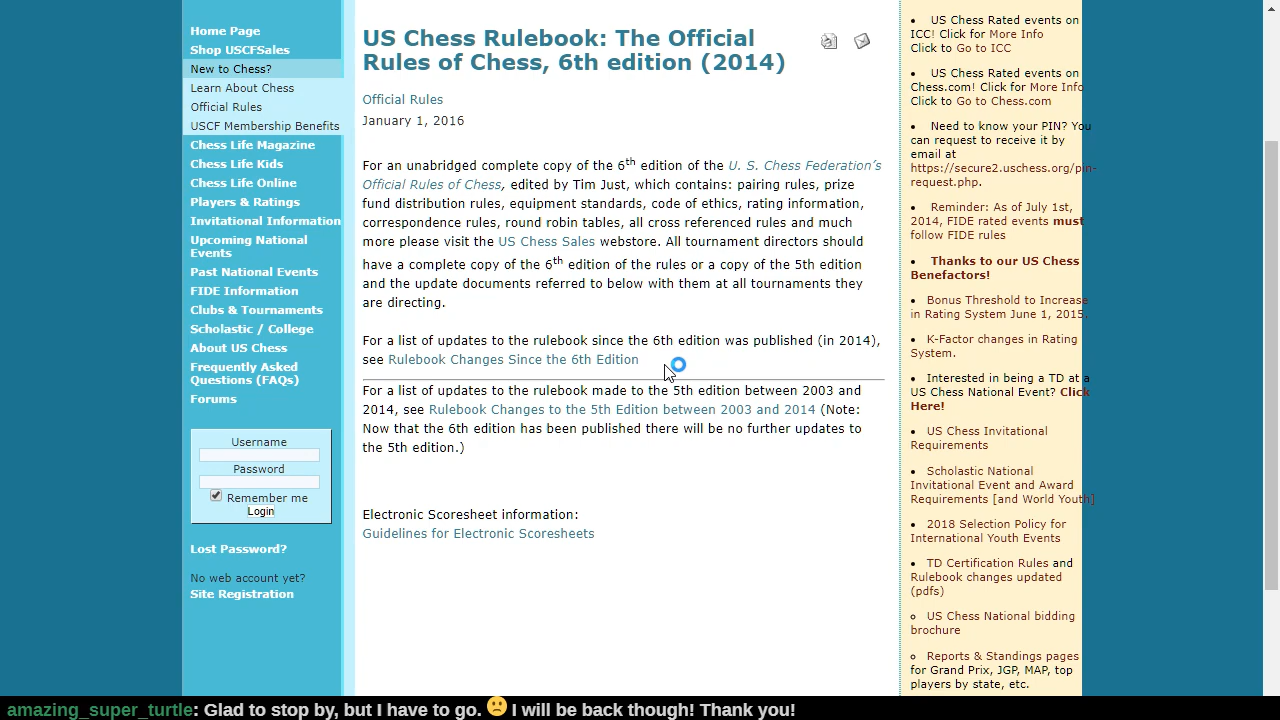 Home Page
Shop USCFSales
New to Chess?
Learn About Chess
Official Rules
USCF Membership Benefits
Chess Life Magazine
Chess Life Kids
Chess Life Online
Players & Ratings
Invitational Information
Upcoming National
Events
Past National Events
FIDE Information
Clubs & Tournaments
Scholastic / College
About US Chess
Frequently Asked
Questions (FAQs)
Forums
Username
Password
Remember me
Login
Lost Password?
No web account yet?
Site Registration
US Chess Rulebook: The Official
Rules of Chess, 6th edition (2014)
Official Rules
January 1, 2016
For an unabridged complete copy of the 6th edition of the U. S. Chess Federation's
Official Rules of Chess, edited by Tim Just, which contains: pairing rules, prize
fund distribution rules, equipment standards, code of ethics, rating information,
correspondence rules, round robin tables, all cross referenced rules and much
more please visit the US Chess Sales webstore. All tournament directors should
have a complete copy of the 6th edition of the rules or a copy of the 5th edition
and the update documents referred to below with them at all tournaments they
are directing.
For a list of updates to the rulebook since the 6th edition was published (in 2014),
see Rulebook Changes Since the 6th Edition
For a list of updates to the rulebook made to the 5th edition between 2003 and
2014, see Rulebook Changes to the 5th Edition between 2003 and 2014 (Note:
Now that the 6th edition has been published there will be no further updates to
the 5th edition.)
Electronic Scoresheet information:
Guidelines for Electronic Scoresheets
US Chess Rated events on
ICC! Click for More Info
Click to Go to ICC
US Chess Rated events on
Chess.com! Click for More Info
Click to Go to Chess.com
Need to know your PIN? You
can request to receive it by
email at
https://secure2.uschess.org/pin-
request.php.
Reminder: As of July 1st,
2014, FIDE rated events must
follow FIDE rules
Thanks to our US Chess
Benefactors!
Bonus Threshold to Increase
in Rating System June 1, 2015.
K-Factor changes in Rating
System.
Interested in being a TD at a
US Chess National Event? Click
Here!
US Chess Invitational
Requirements
Scholastic National
Invitational Event and Award
Requirements [and World Youth]
2018 Selection Policy for
International Youth Events
TD Certification Rules and
Rulebook changes updated
(pdfs)
US Chess National bidding
brochure
Reports & Standings pages
for Grand Prix, JGP, MAP, top
players by state, etc.
amazing_super_turtle: Glad to stop by, but I have to go. I will be back though! Thank you!